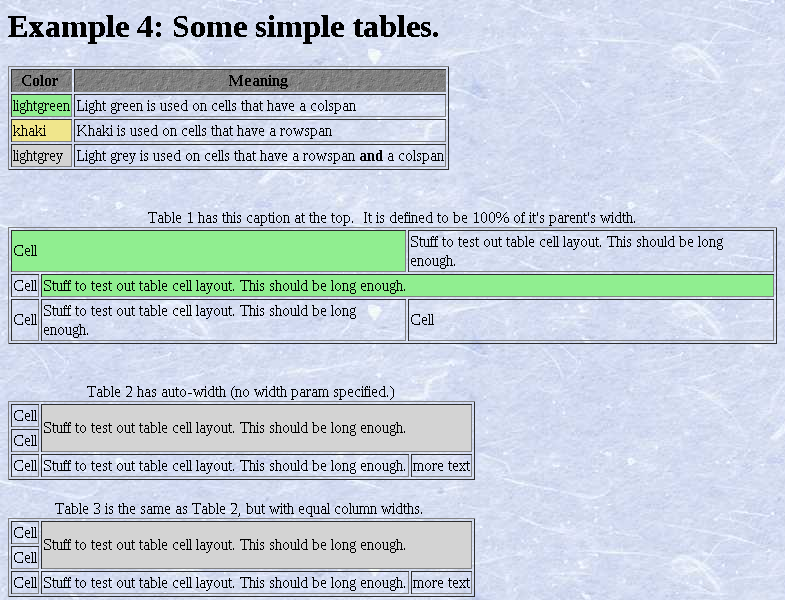 Example 4: Some simple tables.
Color Meaning
lightgreen Light green is used on cells that have a colspan
khaki Khaki is used on cells that have a rowspan
lightgrey Light grey is used on cells that have a rowspan and a colspan
Table 1 has this caption at the top. It is defined to be 100% of it's parent's width.
Cell Stuff to test out table cell layout. This should be long
enough.
Cell Stuff to test out table cell layout. This should be long enough.
Cell Stuff to test out table cell layout. This should be long
enough. Cell
Table 2 has auto-width (no width param specified.)
Cell
Stuff to test out table cell layout. This should be long enough.
Cell
Cell Stuff to test out table cell layout. This should be long enough. more text
Table 3 is the same as Table 2, but with equal column widths.
Cell
Stuff to test out table cell layout. This should be long enough.
Cell
Cell Stuff to test out table cell layout. This should be long enough. more text